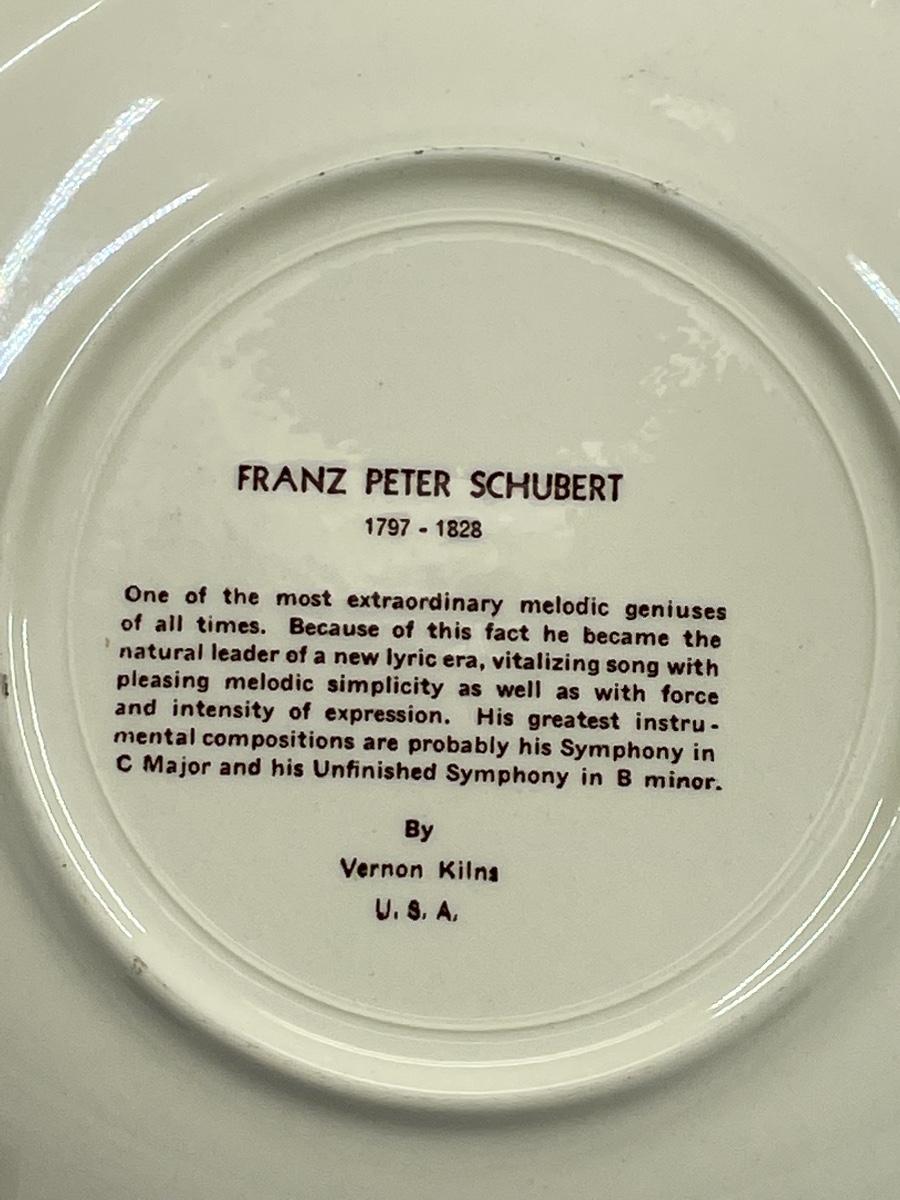 FRANZ PETER SCHUBERT
1797 - 1828
One of the most extraordinary melodic geniuses
of all times. Because of this fact he became the
natural leader of a new lyric era, vitalizing song with
pleasing melodic simplicity as well as with force
and intensity of expression. His greatest instru-
mental compositions are probably his Symphony in
C Major and his Unfinished Symphony in B minor.
By
Vernon Kilns
U. S. A.